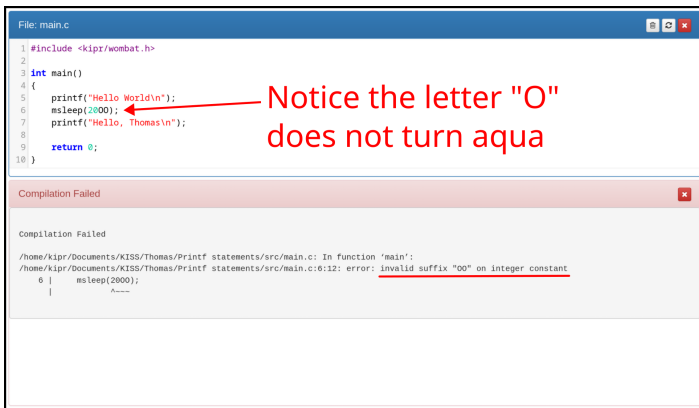 File: main.c
1 #include <kipr/wombat.h>
2
3 int main()
4 {
5     printf("Hello World\n");
6     msleep(20OO);
7     printf("Hello, Thomas\n");
8
9     return 0;
10 }
Notice the letter "O"
does not turn aqua
Compilation Failed
Compilation Failed
/home/kipr/Documents/KISS/Thomas/Printf statements/src/main.c: In function ‘main’:
/home/kipr/Documents/KISS/Thomas/Printf statements/src/main.c:6:12: error: invalid suffix "OO" on integer constant
6 |     msleep(20OO);
|            ^~~~